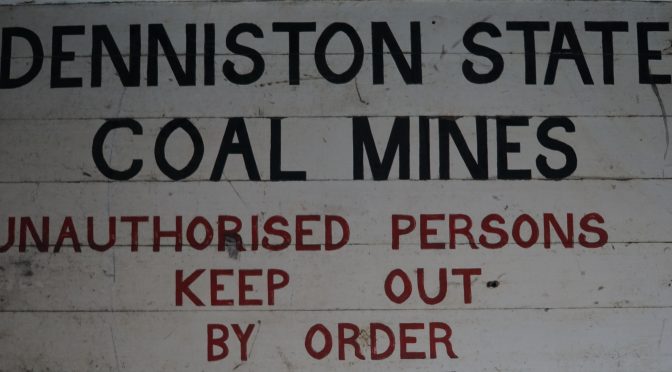 DENNISTON STATE
COAL MINES
UNAUTHORISED PERSONS
KEEP OUT
BY ORDER